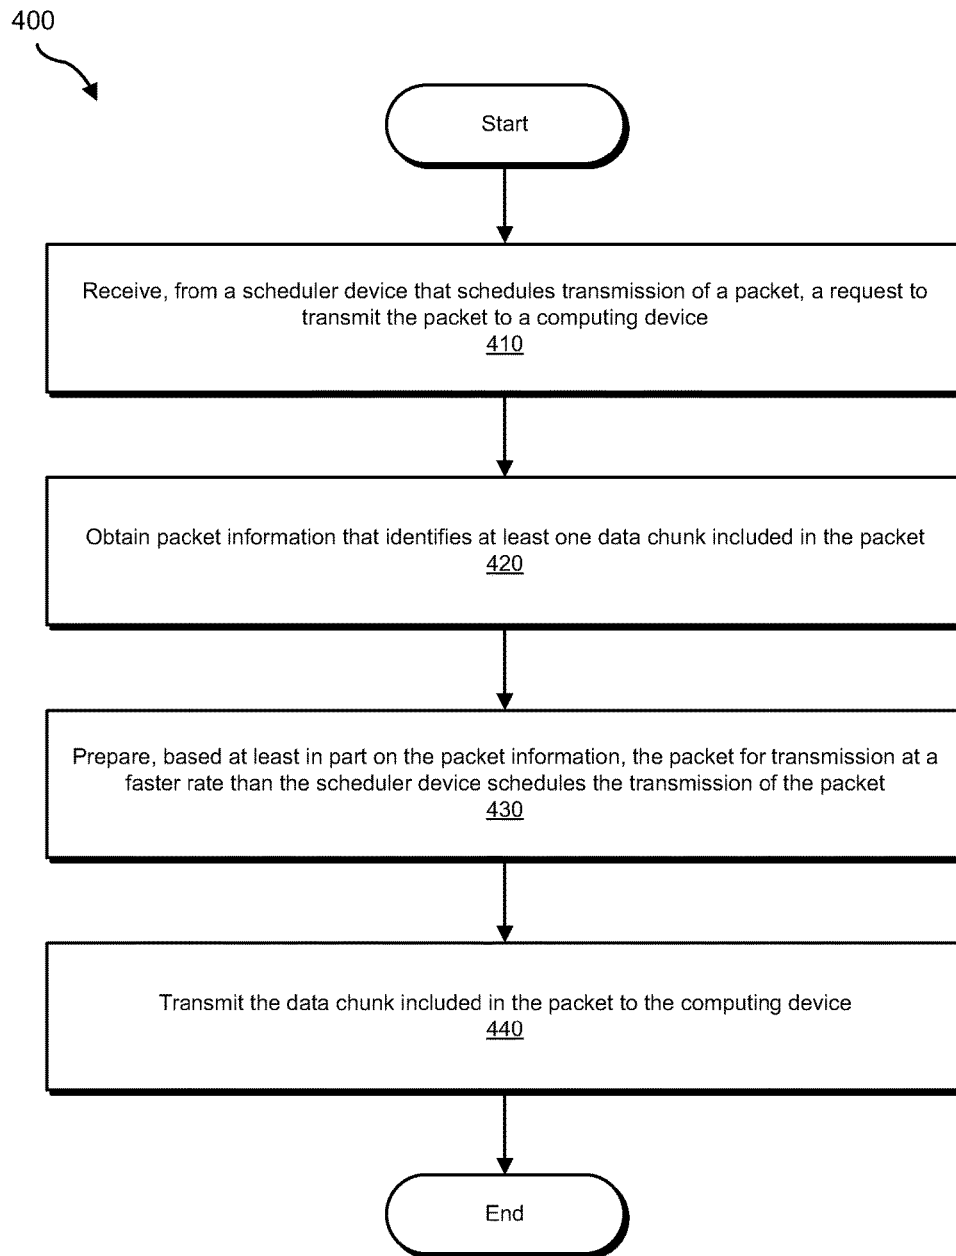 400
Start
Receive, from a scheduler device that schedules transmission of a packet, a request to
transmit the packet to a computing device
410
Obtain packet information that identifies at least one data chunk included in the packet
420
Prepare, based at least in part on the packet information, the packet for transmission at a
faster rate than the scheduler device schedules the transmission of the packet
430
Transmit the data chunk included in the packet to the computing device
440
End